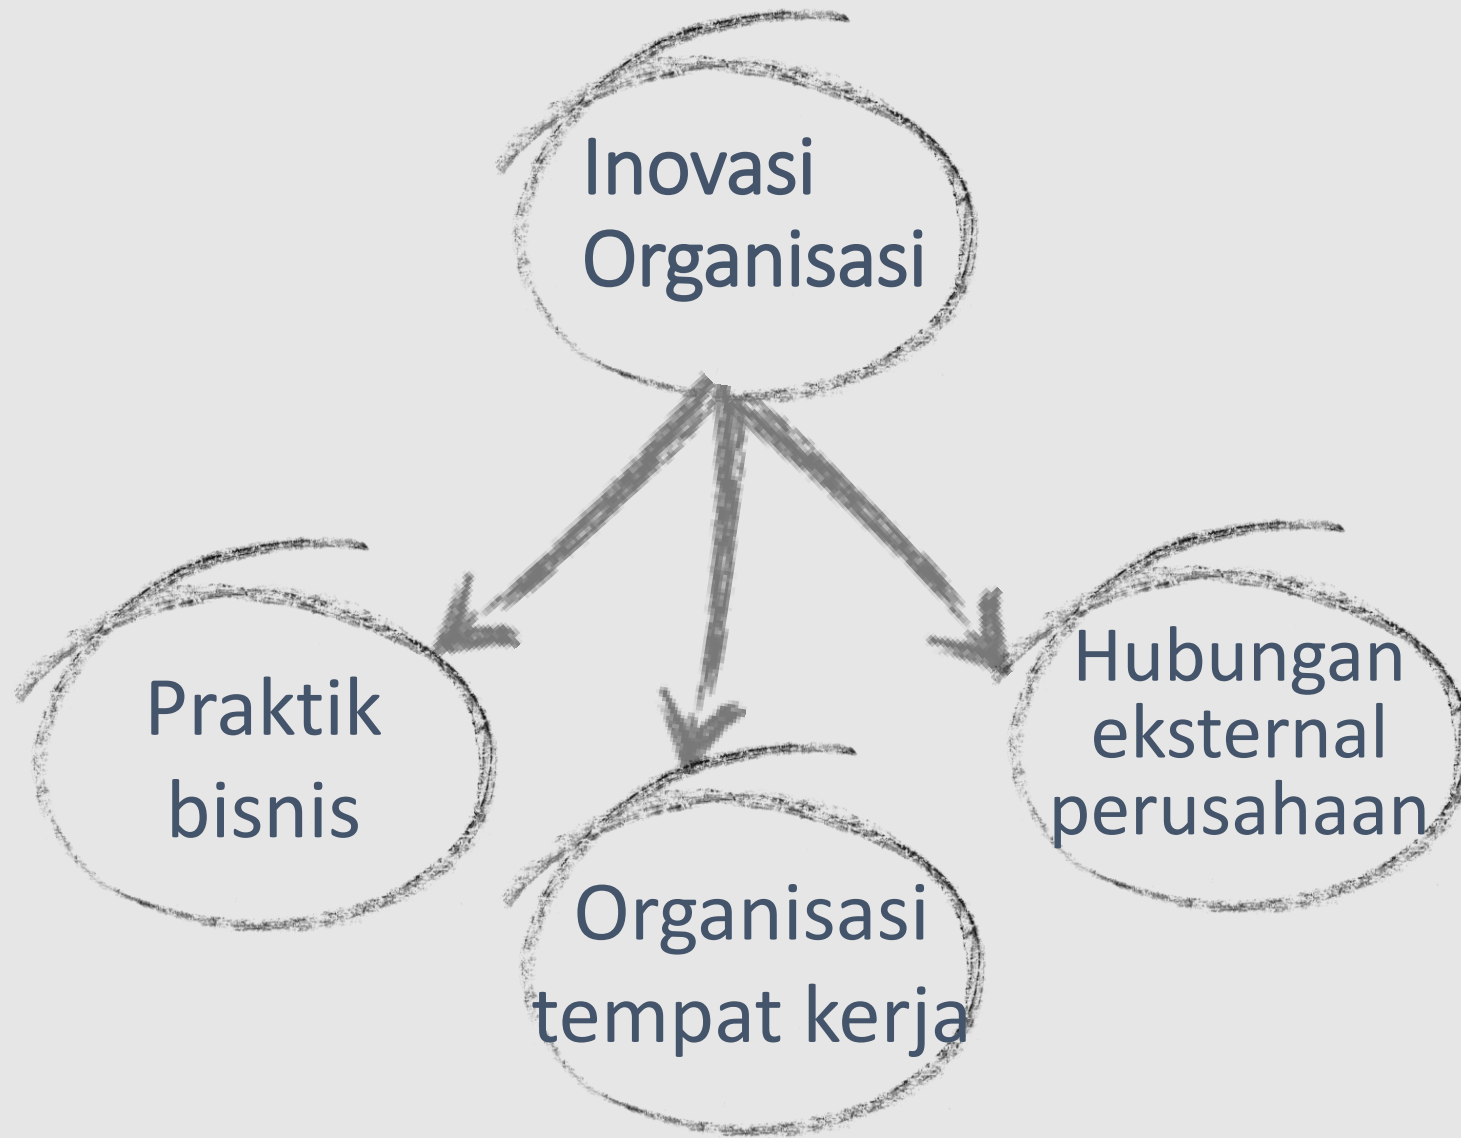 Inovasi
Organisasi
Praktik
bisnis
Organisasi
tempat kerja
Hubungan
eksternal
perusahaan